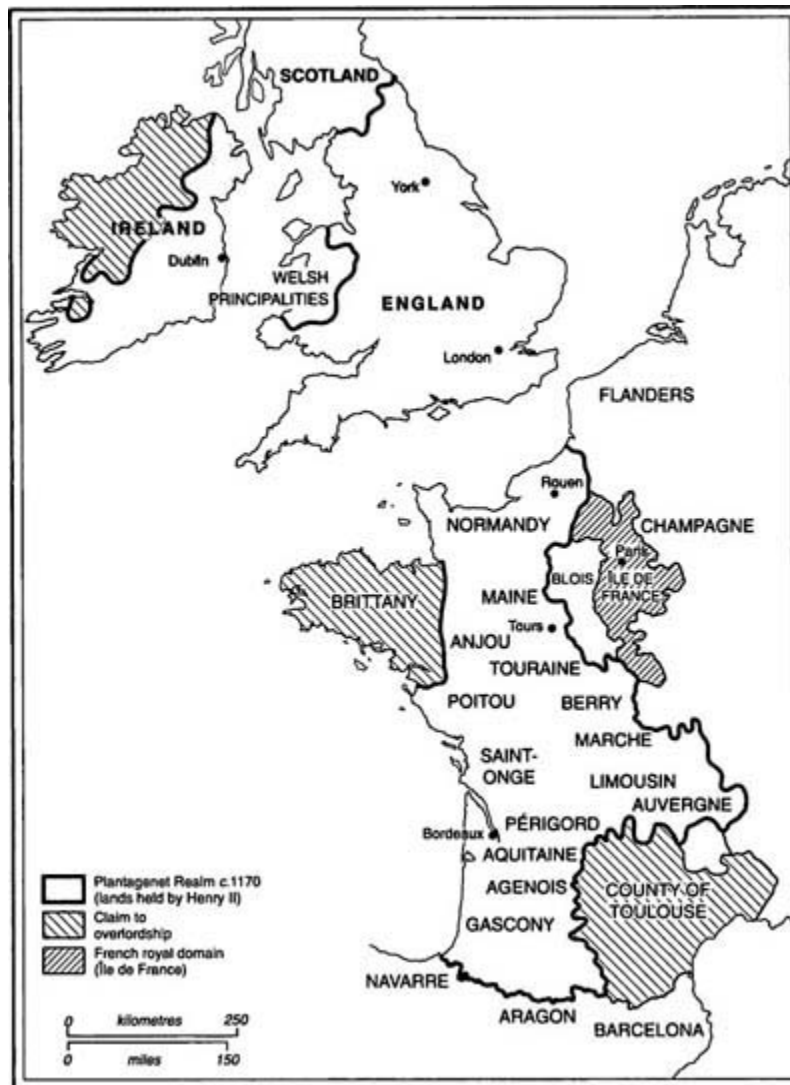 SCOTLAND
York
IRELAND
Dublin
WELSH
PRINCIPALITIES
ENGLAND
London
FLANDERS
Rouen
NORMANDY
CHAMPAGNE
Paris
BLOIS
ÎLE DE
FRANCE
BRITTANY
MAINE
Tours
ANJOU
TOURAINE
POITOU
BERRY
MARCHE
SAINT-
ONGE
LIMOUSIN
AUVERGNE
PÉRIGORD
Bordeaux
AQUITAINE
AGENOIS
COUNTY OF
TOULOUSE
GASCONY
NAVARRE
ARAGON
BARCELONA
Plantagenet Realm c.1170
(lands held by Henry II)
Claim to
overlordship
French royal domain
(Île de France)
0 kilometres 250
0 miles 150